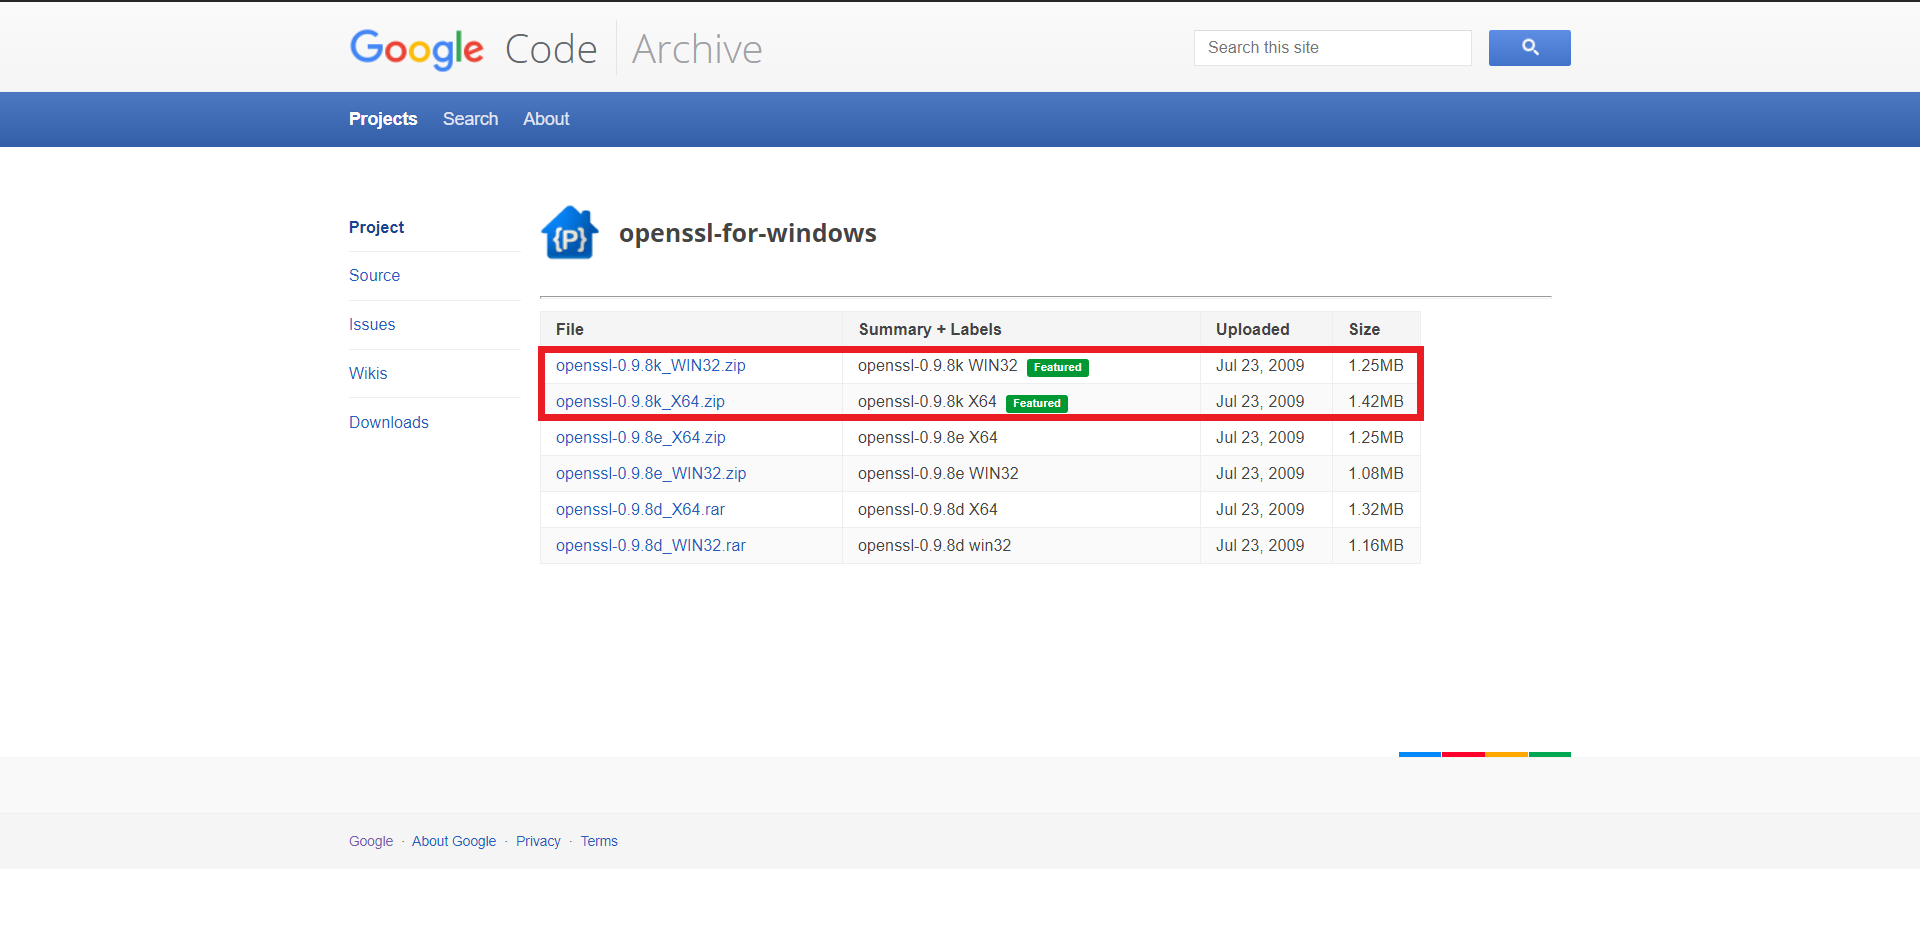 Google Code Archive
Search this site
Projects Search About
Project
Source
Issues
Wikis
Downloads
{P}
openssl-for-windows
File Summary + Labels Uploaded Size
openssl-0.9.8k_WIN32.zip openssl-0.9.8k WIN32 Featured Jul 23, 2009 1.25MB
openssl-0.9.8k_X64.zip openssl-0.9.8k X64 Featured Jul 23, 2009 1.42MB
openssl-0.9.8e_X64.zip openssl-0.9.8e X64 Jul 23, 2009 1.25MB
openssl-0.9.8e_WIN32.zip openssl-0.9.8e WIN32 Jul 23, 2009 1.08MB
openssl-0.9.8d_X64.rar openssl-0.9.8d X64 Jul 23, 2009 1.32MB
openssl-0.9.8d_WIN32.rar openssl-0.9.8d win32 Jul 23, 2009 1.16MB
Google · About Google · Privacy · Terms